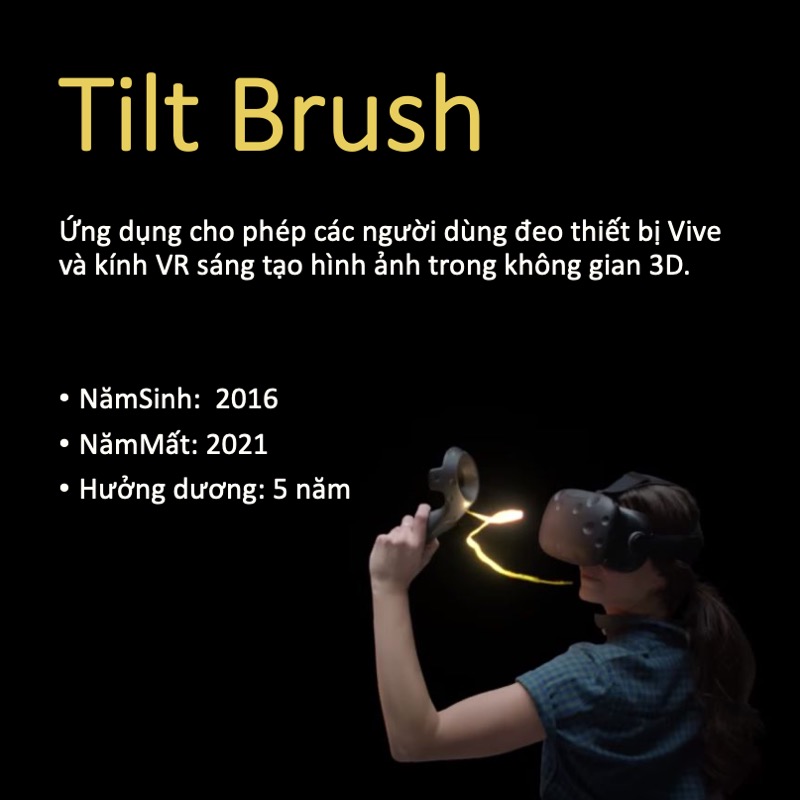 Tilt Brush
Ứng dụng cho phép các người dùng đeo thiết bị Vive
và kính VR sáng tạo hình ảnh trong không gian 3D.
• NămSinh:  2016
• NămMất: 2021
• Hưởng dương: 5 năm